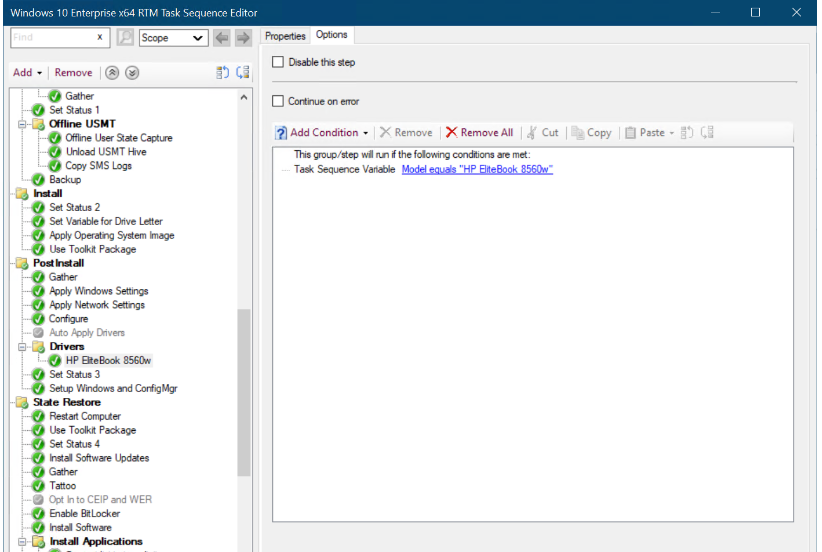 Windows 10 Enterprise x64 RTM Task Sequence Editor
Find x Scope
Add Remove
Gather
Set Status 1
Offline USMT
Offline User State Capture
Unload USMT Hive
Copy SMS Logs
Backup
Install
Set Status 2
Set Variable for Drive Letter
Apply Operating System Image
Use Toolkit Package
PostInstall
Gather
Apply Windows Settings
Apply Network Settings
Configure
Auto Apply Drivers
Drivers
HP EliteBook 8560w
Set Status 3
Setup Windows and ConfigMgr
State Restore
Restart Computer
Use Toolkit Package
Set Status 4
Install Software Updates
Gather
Tattoo
Opt In to CEIP and WER
Enable BitLocker
Install Software
Install Applications
Properties Options
Disable this step
Continue on error
Add Condition Remove Remove All Cut Copy Paste
This group/step will run if the following conditions are met:
Task Sequence Variable Model equals "HP EliteBook 8560w"